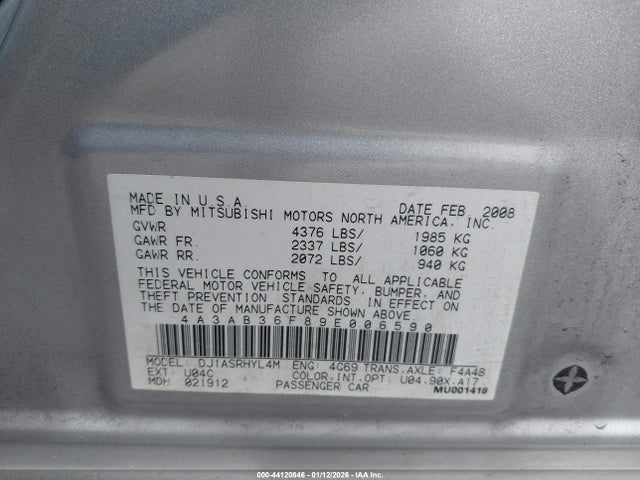 MADE IN U.S.A. DATE FEB 2008
MFD BY MITSUBISHI MOTORS NORTH AMERICA, INC.
GVWR 4376 LBS/ 1985 KG
GAWR FR. 2337 LBS/ 1060 KG
GAWR RR. 2072 LBS/ 940 KG
THIS VEHICLE CONFORMS TO ALL APPLICABLE
FEDERAL MOTOR VEHICLE SAFETY, BUMPER, AND
THEFT PREVENTION STANDARDS IN EFFECT ON
THE DATE OF MANUFACTURE SHOWN ABOVE.
4A3AB36F89E006590
MODEL: DJ1ASRHYL4M ENG: 4G69 TRANS.AXLE: F4A4B
EXT: U04C COLOR.INT.OPT: U04.90X.A17
MDH 021912 PASSENGER CAR MU001418
000-44120846 - 01/12/2026 - IAA Inc.